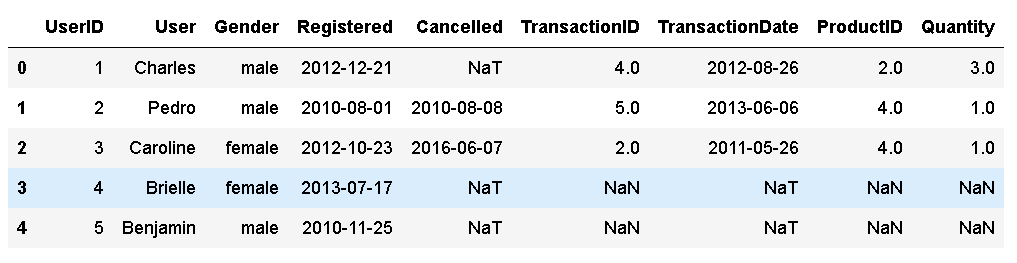 UserID User Gender Registered Cancelled TransactionID TransactionDate ProductID Quantity
0 1 Charles male 2012-12-21 NaT 4.0 2012-08-26 2.0 3.0
1 2 Pedro male 2010-08-01 2010-08-08 5.0 2013-06-06 4.0 1.0
2 3 Caroline female 2012-10-23 2016-06-07 2.0 2011-05-26 4.0 1.0
3 4 Brielle female 2013-07-17 NaT NaN NaT NaN NaN
4 5 Benjamin male 2010-11-25 NaT NaN NaT NaN NaN